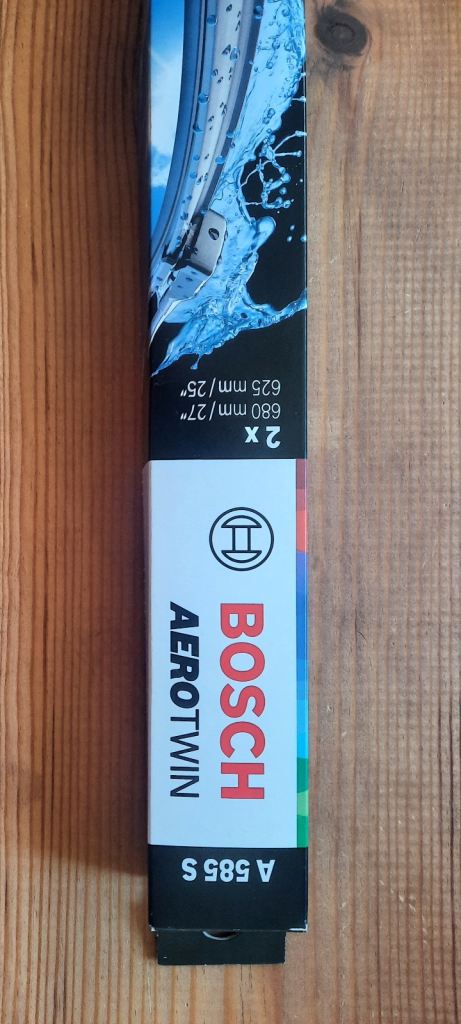 2 x
680 mm/27"
625 mm/25"
BOSCH
AEROTWIN
A 585 S